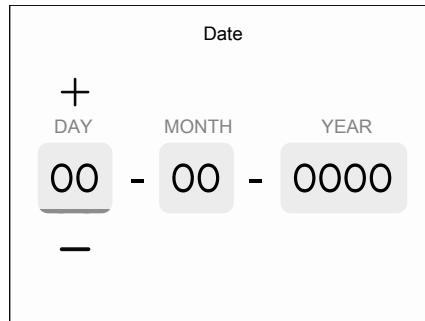 Date
+
DAY MONTH YEAR
00 - 00 - 0000
–